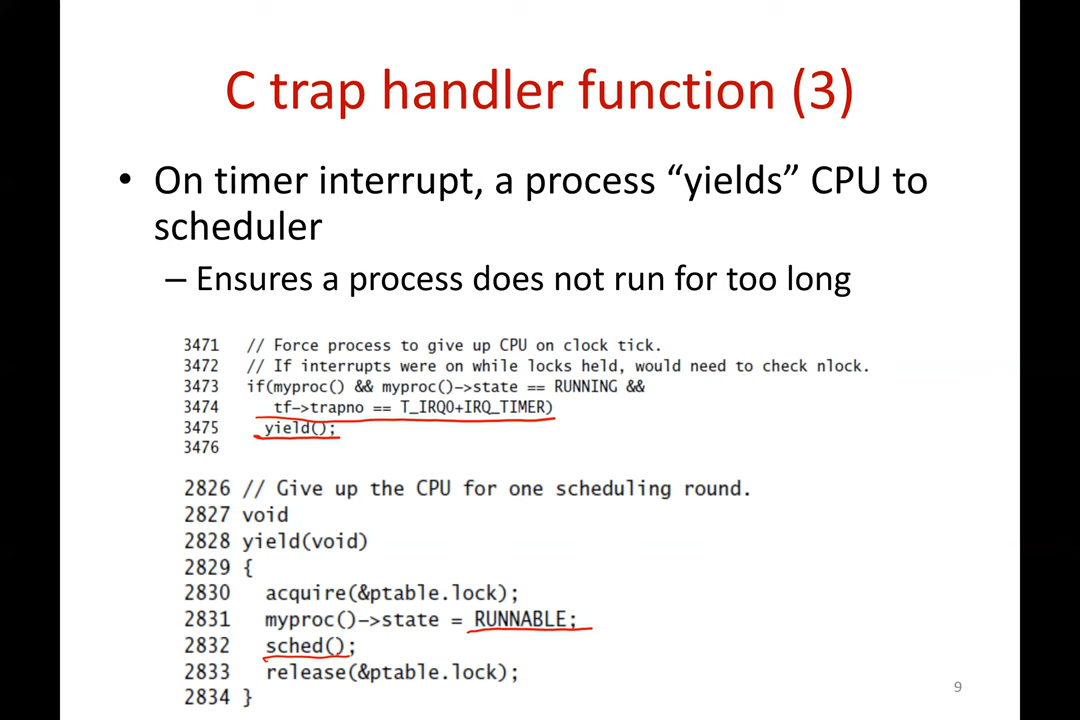 C trap handler function (3)
• On timer interrupt, a process “yields” CPU to
scheduler
– Ensures a process does not run for too long
3471 // Force process to give up CPU on clock tick.
3472 // If interrupts were on while locks held, would need to check nlock.
3473 if(myproc() && myproc()->state == RUNNING &&
3474 tf->trapno == T_IRQ0+IRQ_TIMER)
3475 yield();
3476
2826 // Give up the CPU for one scheduling round.
2827 void
2828 yield(void)
2829 {
2830 acquire(&ptable.lock);
2831 myproc()->state = RUNNABLE;
2832 sched();
2833 release(&ptable.lock);
2834 }
9